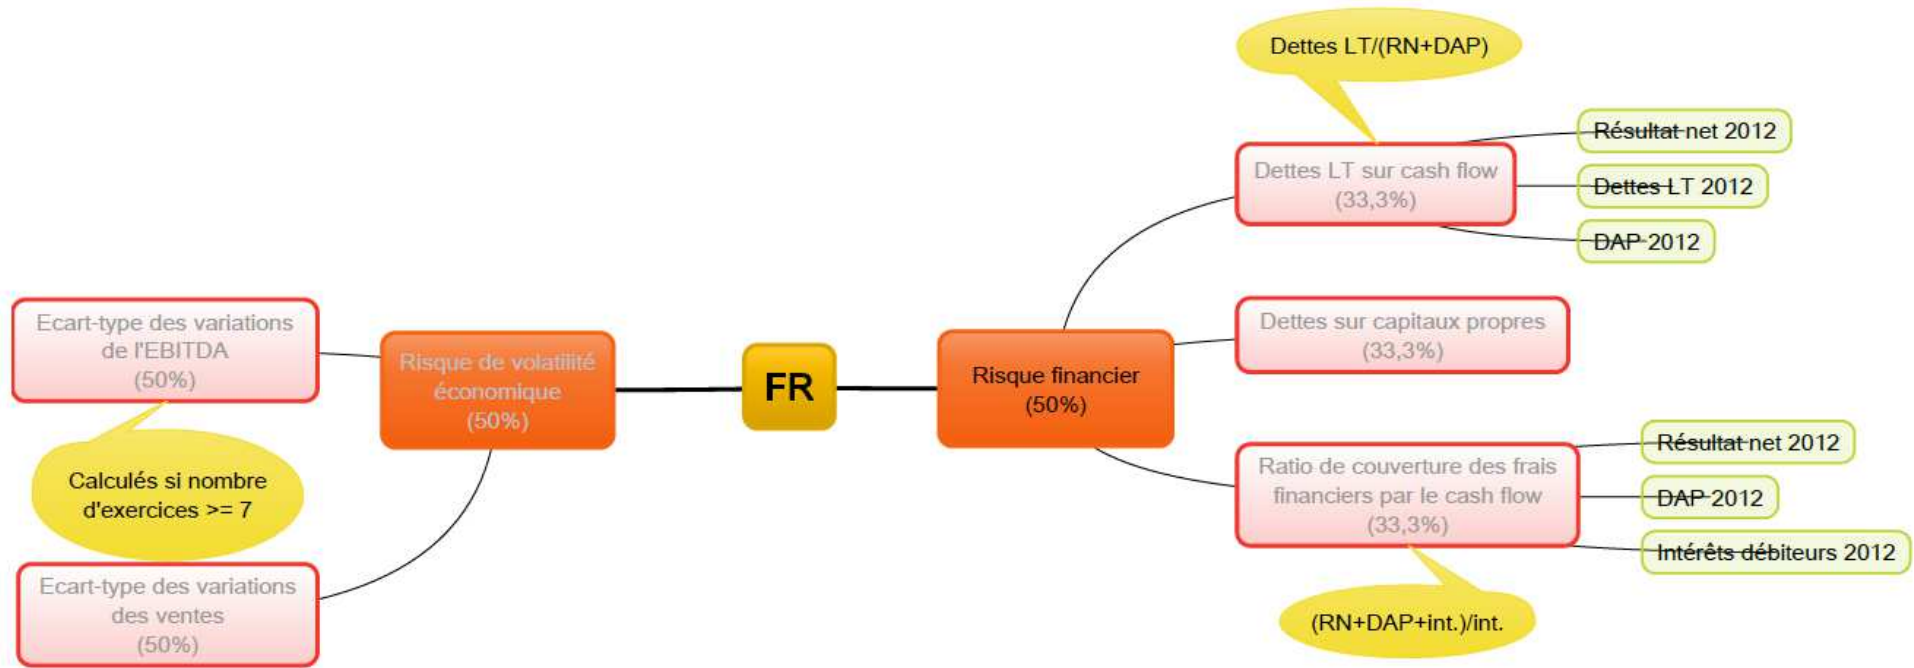 Ecart-type des variations
de l'EBITDA
(50%)
Calculés si nombre
d'exercices >= 7
Ecart-type des variations
des ventes
(50%)
Risque de volatilité
économique
(50%)
FR
Risque financier
(50%)
Dettes LT/(RN+DAP)
Dettes LT sur cash flow
(33,3%)
Résultat net 2012
Dettes LT 2012
DAP 2012
Dettes sur capitaux propres
(33,3%)
Ratio de couverture des frais
financiers par le cash flow
(33,3%)
Résultat net 2012
DAP 2012
Intérêts débiteurs 2012
(RN+DAP+int.)/int.